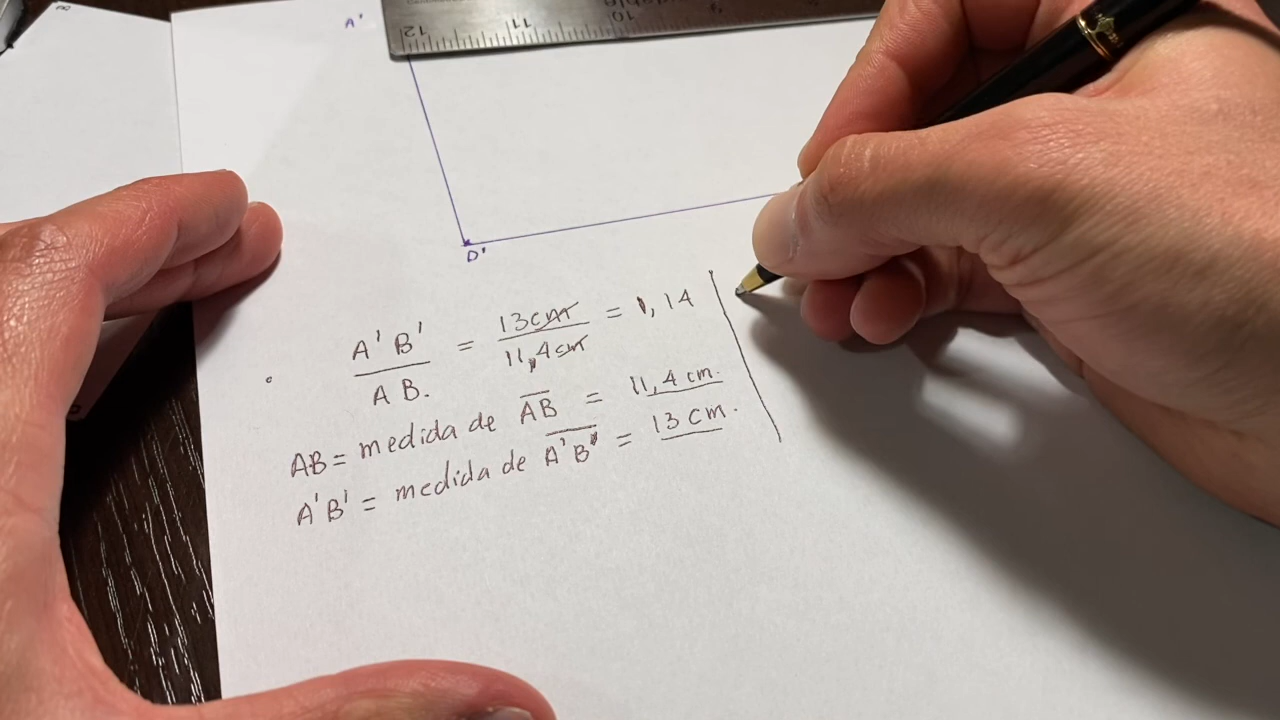 A'
12 11 10 9
D'
A'B' / AB. = 13cm / 11,4cm = 1,14
AB = medida de AB = 11,4 cm.
A'B' = medida de A'B' = 13 cm.